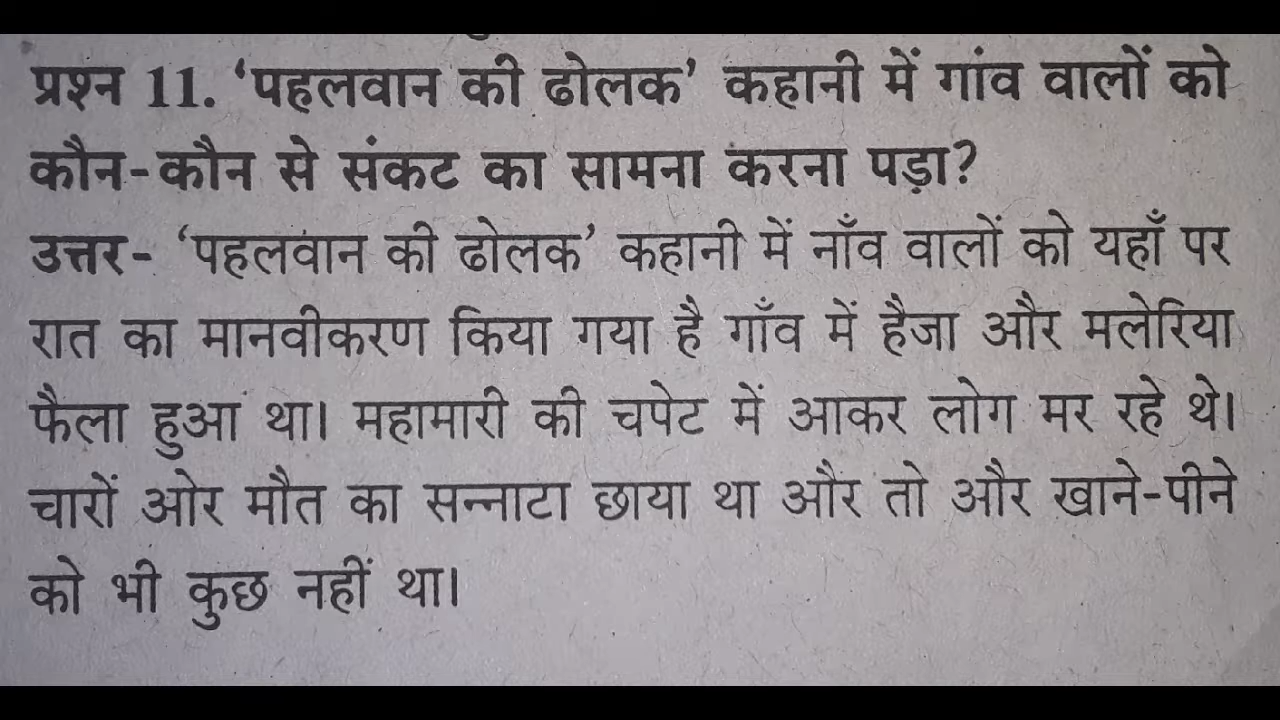 प्रश्न 11. ‘पहलवान की ढोलक’ कहानी में गांव वालों को
कौन-कौन से संकट का सामना करना पड़ा?
उत्तर- ‘पहलवान की ढोलक’ कहानी में नाँव वालों को यहाँ पर
रात का मानवीकरण किया गया है गाँव में हैजा और मलेरिया
फैला हुआ था। महामारी की चपेट में आकर लोग मर रहे थे।
चारों ओर मौत का सन्नाटा छाया था और तो और खाने-पीने
को भी कुछ नहीं था।